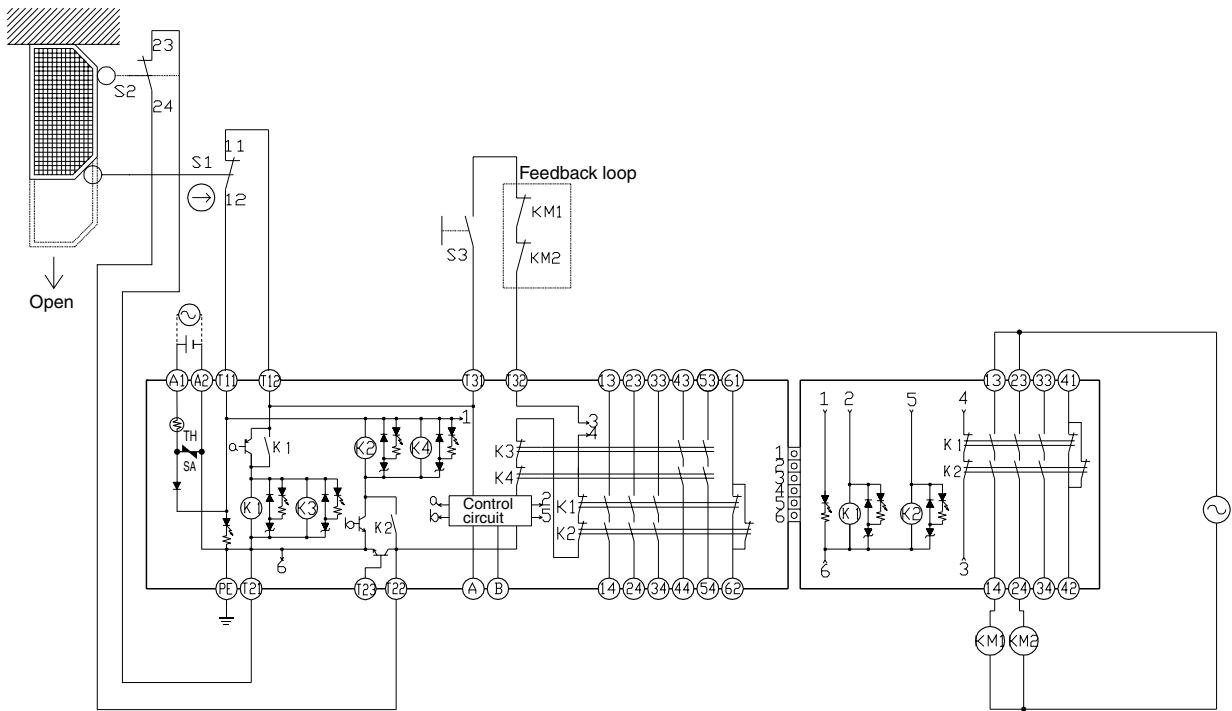 23
S2
24
11
S1
12
Open
Feedback loop
KM1
KM2
S3
A1 A2 T11 T12 T31 T32 13 23 33 43 53 61
13 23 33 41
TH
SA
a
K1
K2
K4
1
3
4
K3
K4
K1
K3
b
K2
a
b
Control
circuit
2
5
K1
K2
6
1
2
3
4
5
6
1 2 5 4
K1
K2
K1
K2
6
3
PE T21 T23 T22 A B 14 24 34 44 54 62
14 24 34 42
KM1 KM2